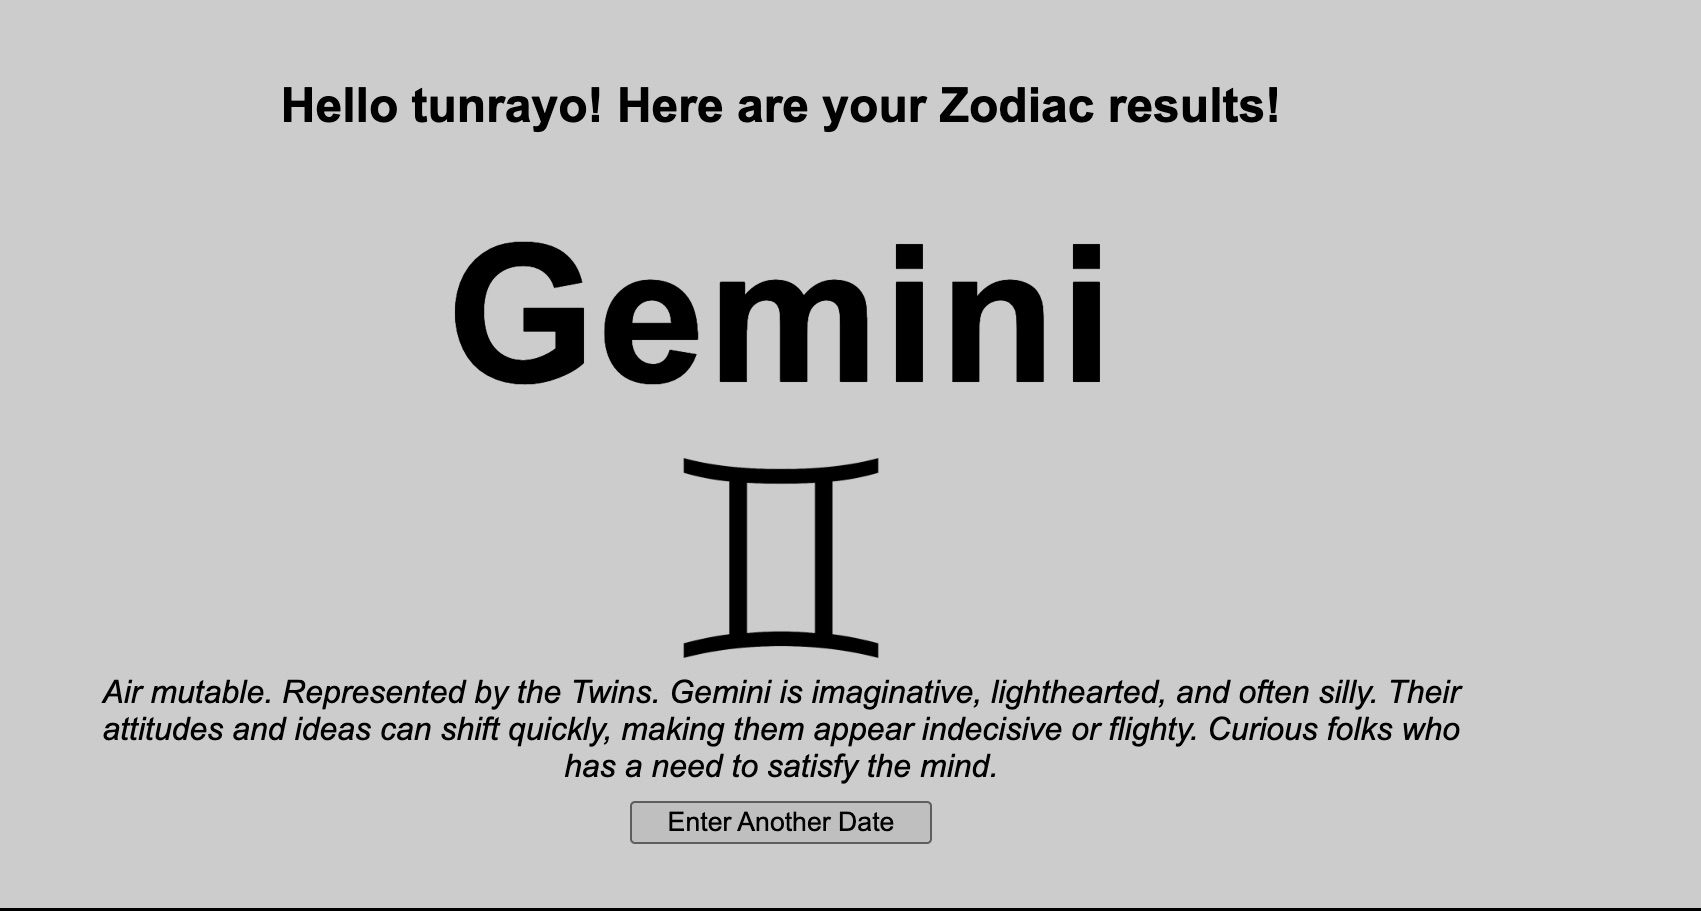 Hello tunrayo! Here are your Zodiac results!
Gemini
♊︎
Air mutable. Represented by the Twins. Gemini is imaginative, lighthearted, and often silly. Their
attitudes and ideas can shift quickly, making them appear indecisive or flighty. Curious folks who
has a need to satisfy the mind.
Enter Another Date